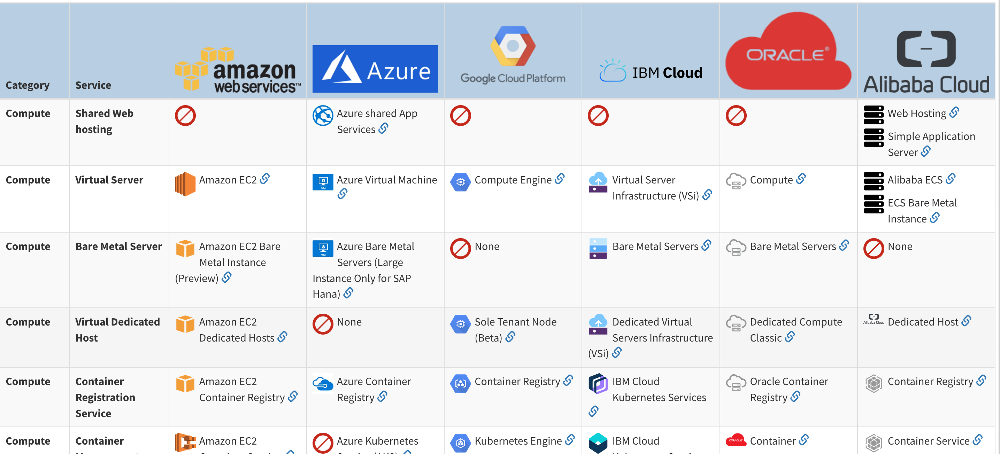 Category
Service
amazon
web services™
Azure
Google Cloud Platform
IBM Cloud
ORACLE®
Alibaba Cloud
Compute
Shared Web
hosting
Azure shared App
Services
Web Hosting
Simple Application
Server
Compute
Virtual Server
Amazon EC2
VM
Azure Virtual Machine
Compute Engine
Virtual Server
Infrastructure (VSi)
Compute
Alibaba ECS
ECS Bare Metal
Instance
Compute
Bare Metal Server
Amazon EC2 Bare
Metal Instance
(Preview)
VM
Azure Bare Metal
Servers (Large
Instance Only for SAP
Hana)
None
Bare Metal Servers
Bare Metal Servers
None
Compute
Virtual Dedicated
Host
Amazon EC2
Dedicated Hosts
None
Sole Tenant Node
(Beta)
Dedicated Virtual
Servers Infrastructure
(VSi)
Dedicated Compute
Classic
Alibaba Cloud
Dedicated Host
Compute
Container
Registration
Service
Amazon EC2
Container Registry
Azure Container
Registry
Container Registry
IBM Cloud
Kubernetes Services
Oracle Container
Registry
Container Registry
Compute
Container
Amazon EC2
Azure Kubernetes
Kubernetes Engine
IBM Cloud
ORACLE
Container
Container Service